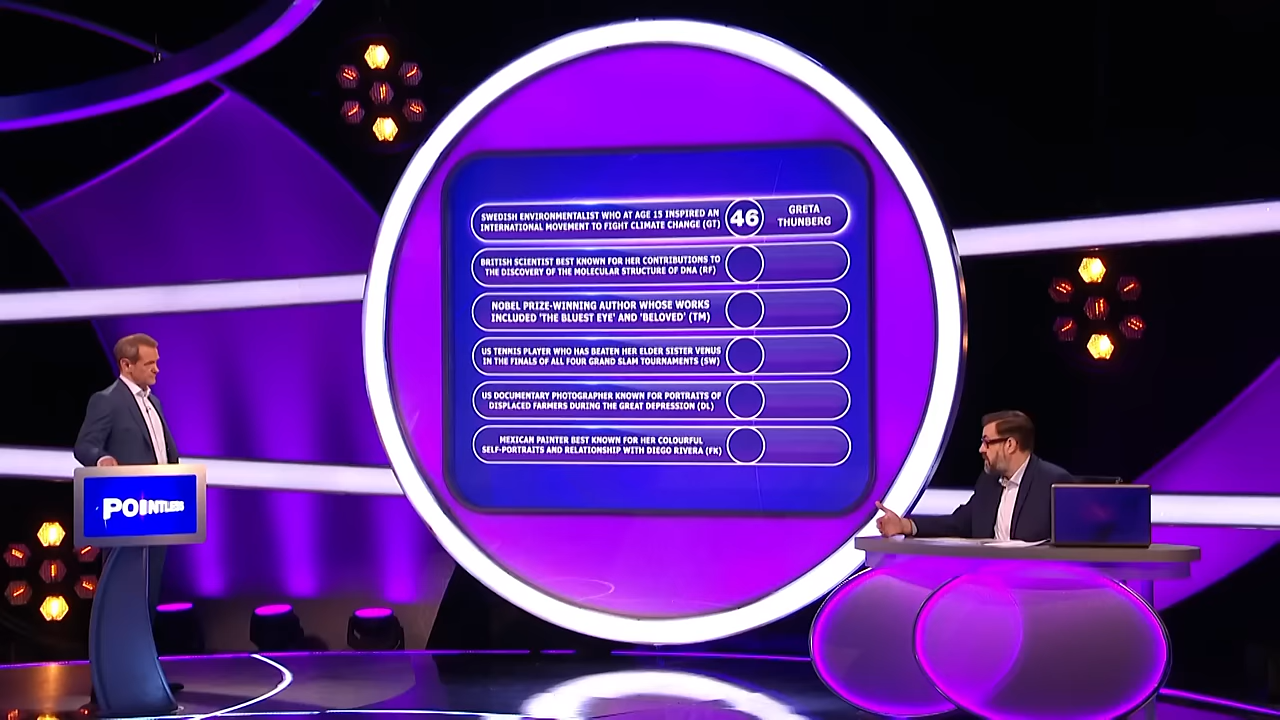 SWEDISH ENVIRONMENTALIST WHO AT AGE 15 INSPIRED AN
INTERNATIONAL MOVEMENT TO FIGHT CLIMATE CHANGE (GT)
46
GRETA
THUNBERG
BRITISH SCIENTIST BEST KNOWN FOR HER CONTRIBUTIONS TO
THE DISCOVERY OF THE MOLECULAR STRUCTURE OF DNA (RF)
NOBEL PRIZE-WINNING AUTHOR WHOSE WORKS
INCLUDED 'THE BLUEST EYE' AND 'BELOVED' (TM)
US TENNIS PLAYER WHO HAS BEATEN HER ELDER SISTER VENUS
IN THE FINALS OF ALL FOUR GRAND SLAM TOURNAMENTS (SW)
US DOCUMENTARY PHOTOGRAPHER KNOWN FOR PORTRAITS OF
DISPLACED FARMERS DURING THE GREAT DEPRESSION (DL)
MEXICAN PAINTER BEST KNOWN FOR HER COLOURFUL
SELF-PORTRAITS AND RELATIONSHIP WITH DIEGO RIVERA (FK)
POINTLESS